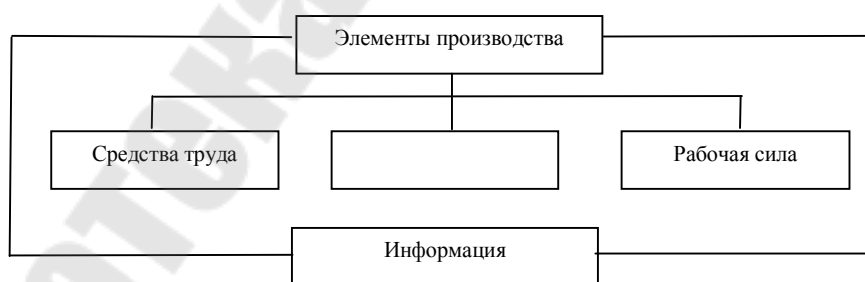 Элементы производства
Средства труда
Рабочая сила
Информация